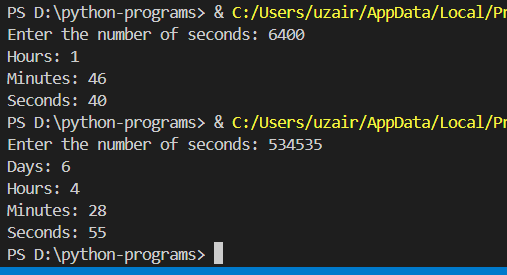 PS D:\python-programs> & C:/Users/uzair/AppData/Local/Pr
Enter the number of seconds: 6400
Hours: 1
Minutes: 46
Seconds: 40
PS D:\python-programs> & C:/Users/uzair/AppData/Local/Pr
Enter the number of seconds: 534535
Days: 6
Hours: 4
Minutes: 28
Seconds: 55
PS D:\python-programs>